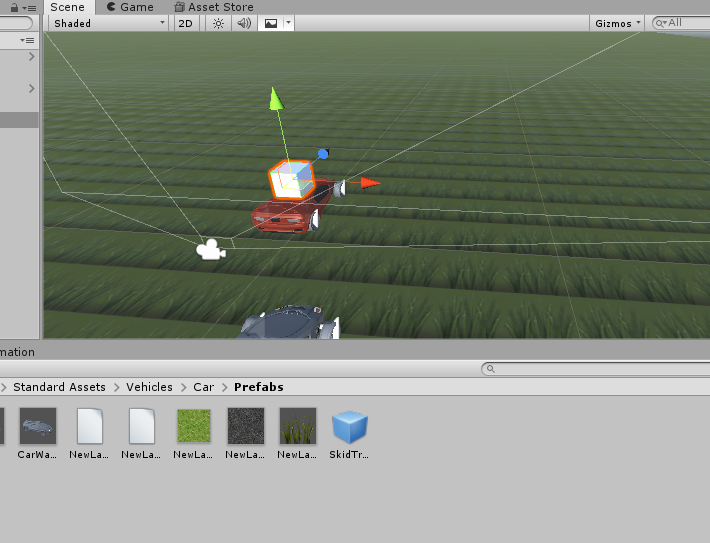 Scene Game Asset Store
Shaded 2D Gizmos All
mation
Standard Assets > Vehicles > Car > Prefabs
CarWa... NewLa... NewLa... NewLa... NewLa... NewLa... SkidTr...